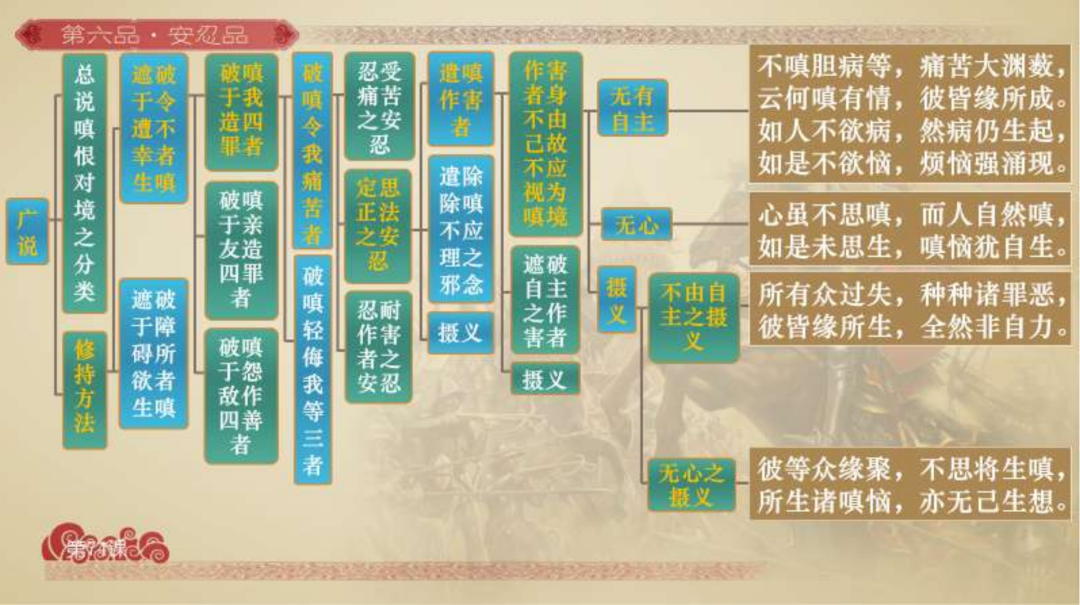 第六品·安忍品
广
说
总
说
嗔
恨
对
境
之
分
类
修
持
方
法
遮破
于令
遭不
幸者
生嗔
遮破
于障
碍所
欲者
生嗔
破嗔
于我
造四
罪者
破嗔
于亲
友造
四罪
者
破嗔
于怨
敌作
四善
者
破
嗔
令
我
痛
苦
者
破
嗔
轻
侮
我
等
三
者
忍受
痛苦
之安
忍
定思
正法
之安
忍
忍耐
作害
者之
安忍
遣嗔
作害
者
遣除
除嗔
不应
理之
邪念
摄义
作害
者身
不由
己故
不应
视为
嗔境
遮破
自主
之作
害者
摄义
无有
自主
无心
摄
义
不由自
主之摄
义
无心之
摄义
不嗔胆病等，痛苦大渊薮，
云何嗔有情，彼皆缘所成。
如人不欲病，然病仍生起，
如是不欲恼，烦恼强涌现。
心虽不思嗔，而人自然嗔，
如是未思生，嗔恼犹自生。
所有众过失，种种诸罪恶，
彼皆缘所生，全然非自力。
彼等众缘聚，不思将生嗔，
所生诸嗔恼，亦无己生想。
第71课